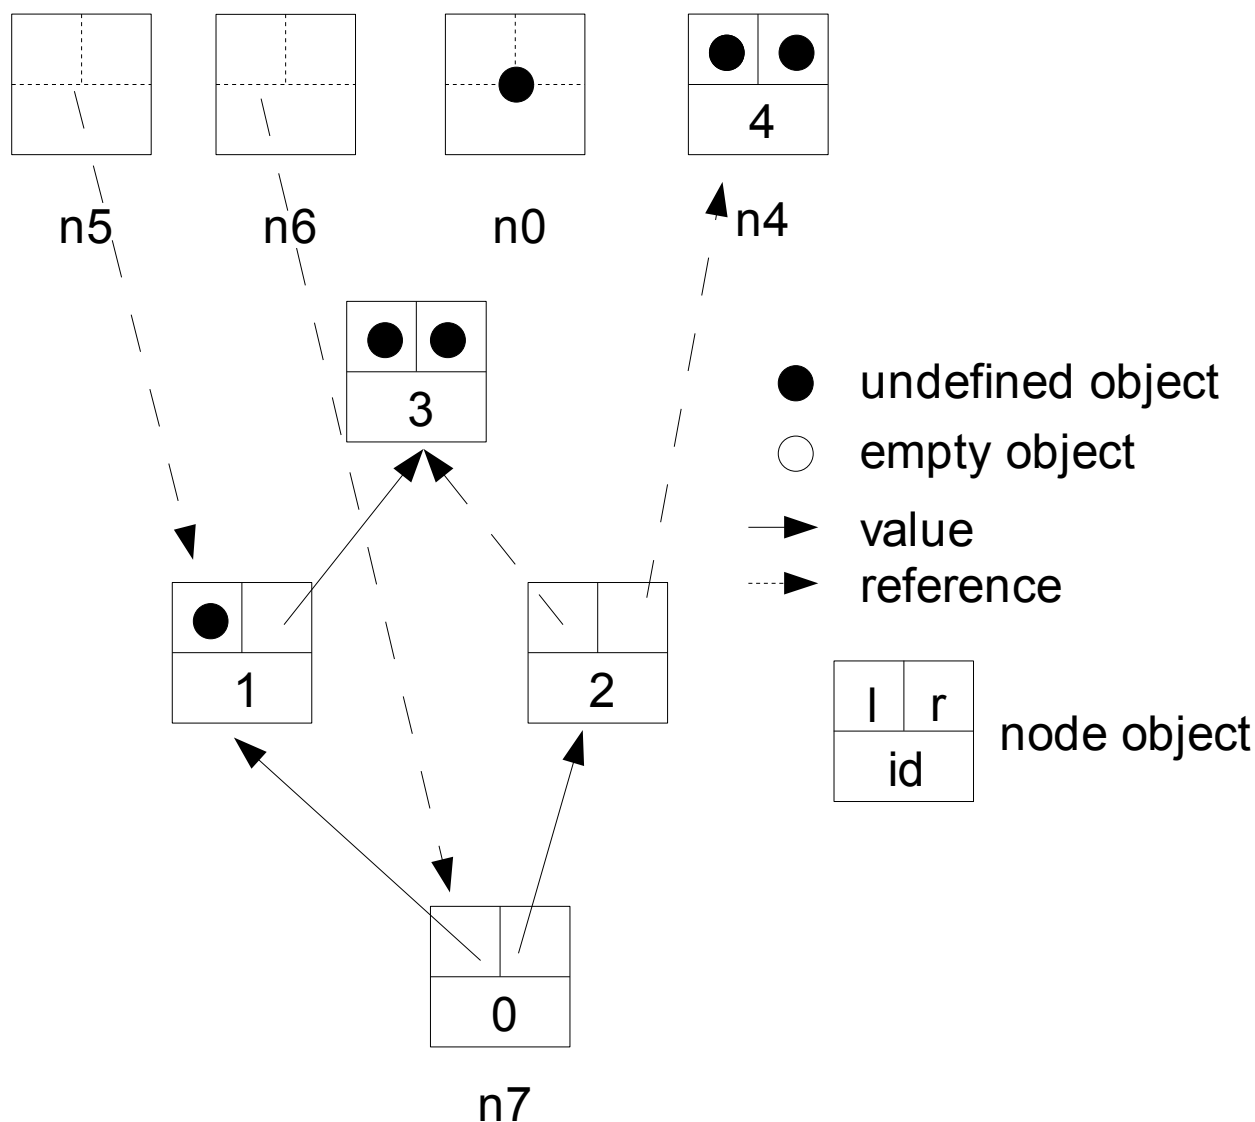 4
n5
n6
n0
n4
3
undefined object
empty object
value
reference
1
2
l r
id
node object
0
n7